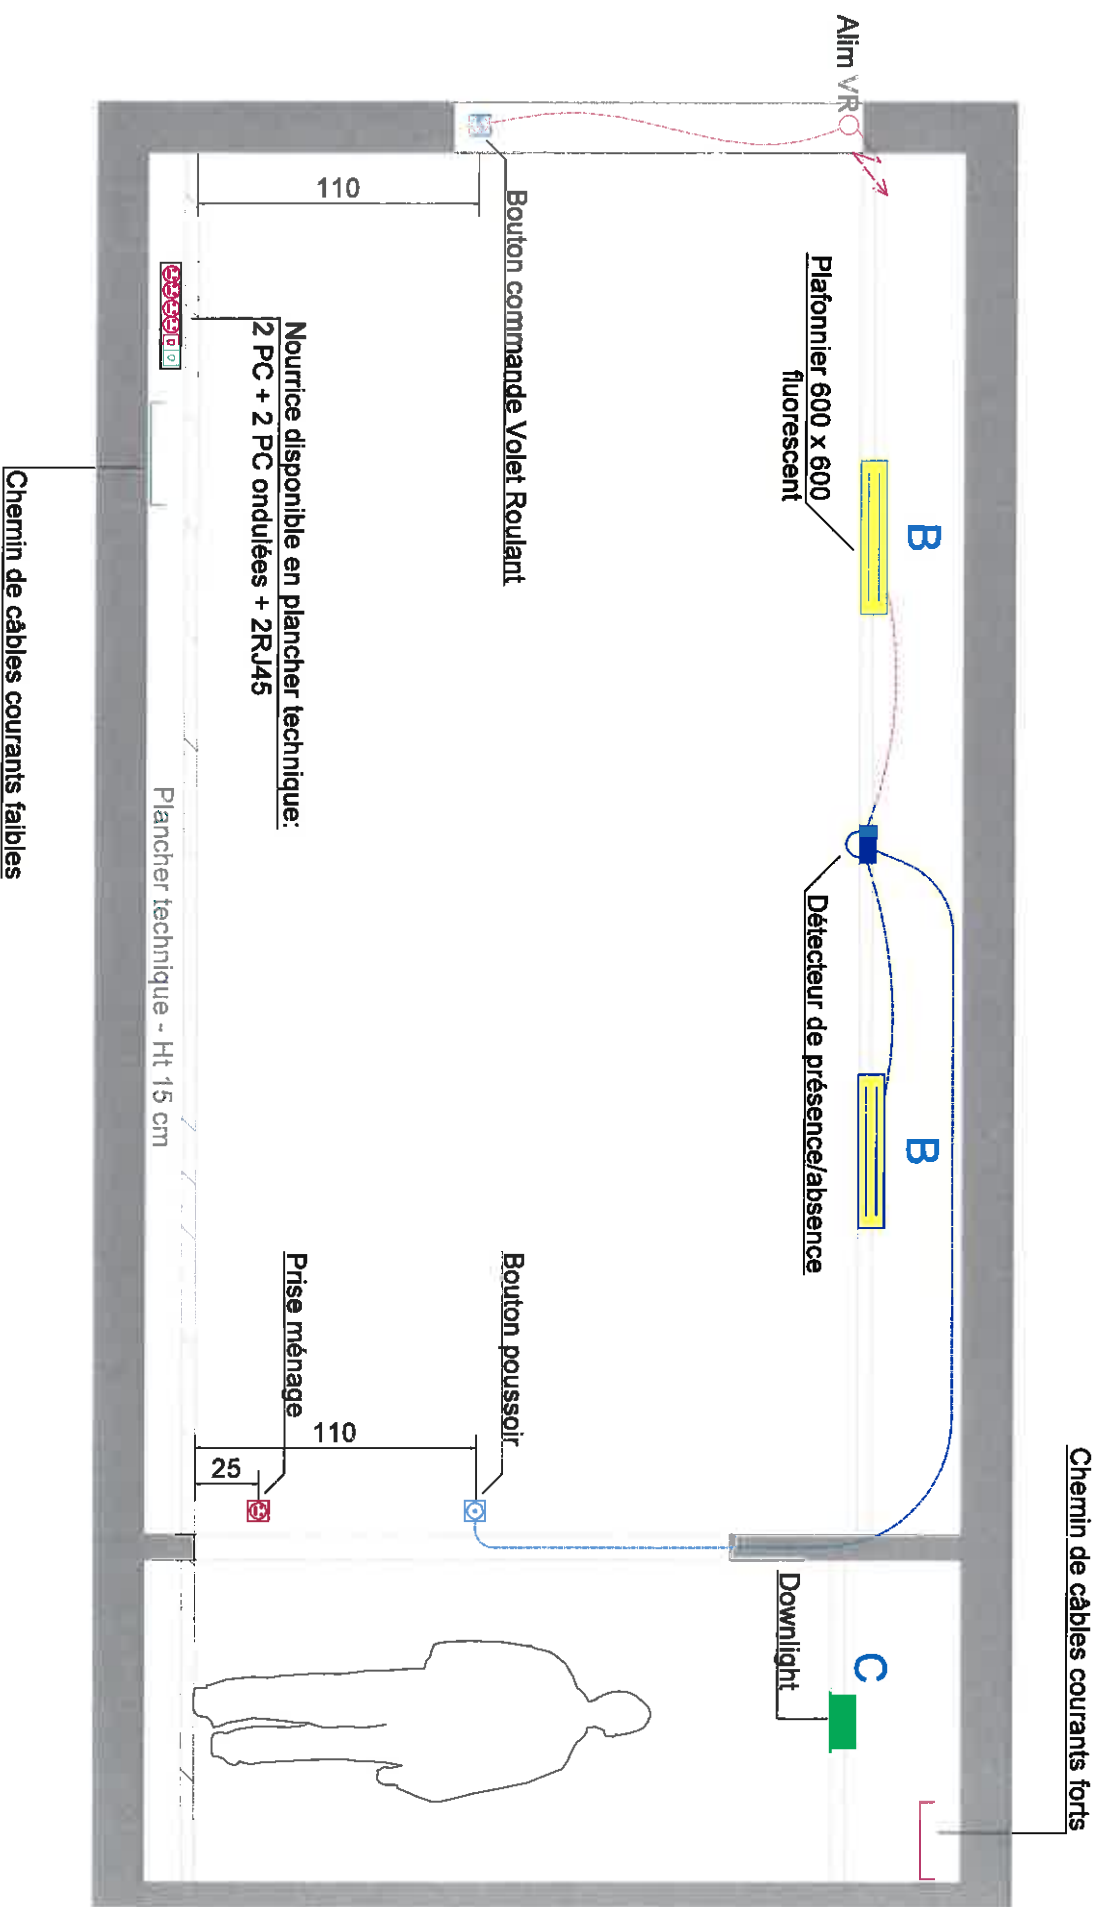 Chemin de câbles courants forts
Alim VR
B
B
C
Plafonnier 600 x 600
fluorescent
Détecteur de présence/absence
Downlight
Bouton commande Volet Roulant
Bouton poussoir
110
Nourrice disponible en plancher technique:
2 PC + 2 PC ondulées + 2RJ45
Prise ménage
110
25
Plancher technique - Ht 15 cm
Chemin de câbles courants faibles